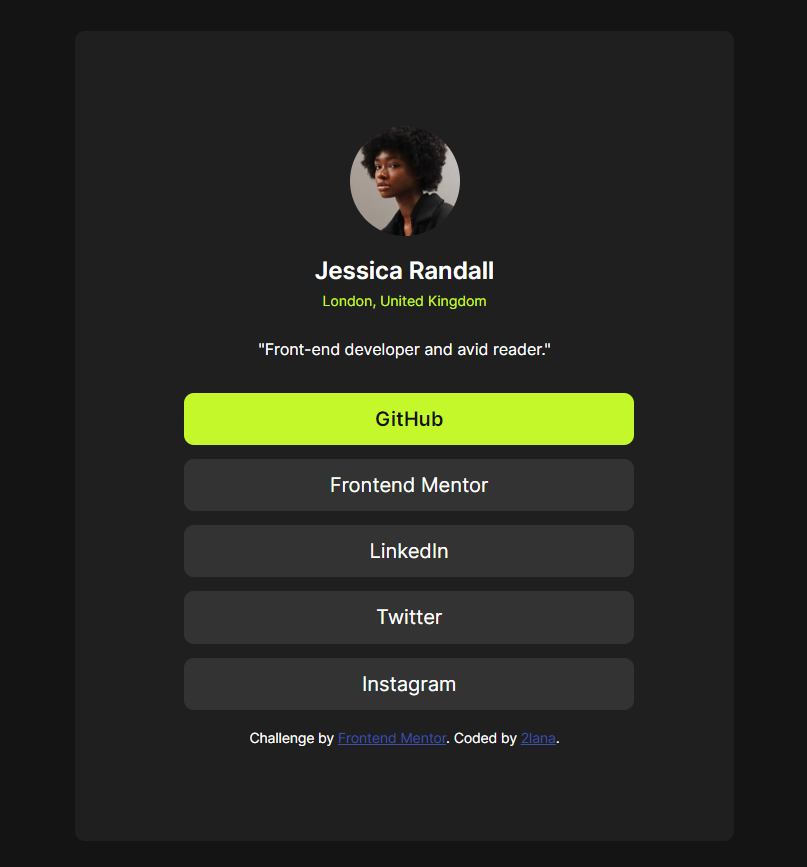 Jessica Randall
London, United Kingdom
"Front-end developer and avid reader."
GitHub
Frontend Mentor
LinkedIn
Twitter
Instagram
Challenge by Frontend Mentor. Coded by 2lana.